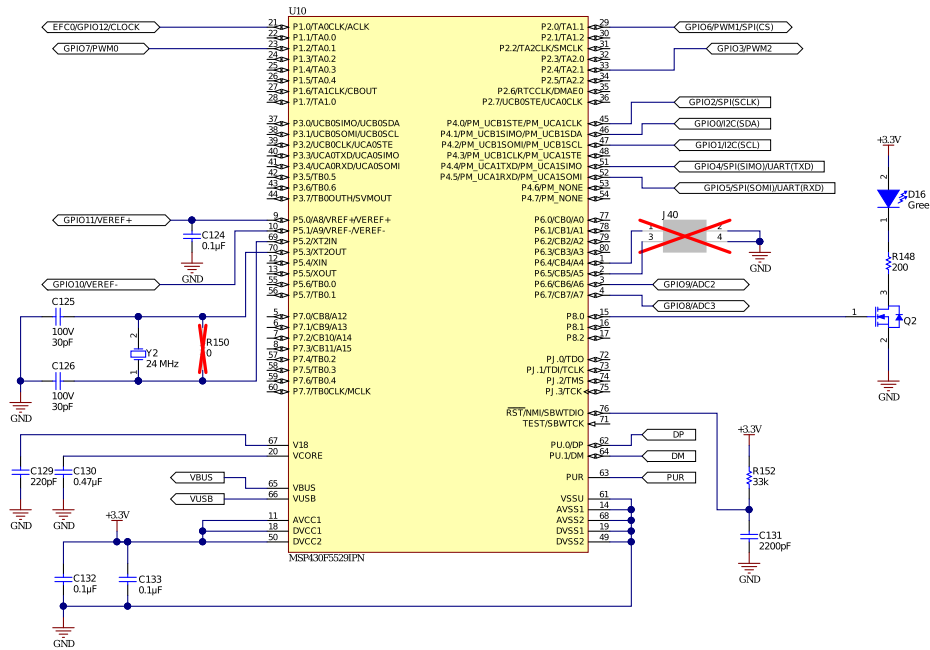 U10
EFC0/GPIO12/CLOCK 21 P1.0/TA0CLK/ACLK P2.0/TA1.1 29 GPIO6/PWM1/SPI(CS)
22 P1.1/TA0.0 P2.1/TA1.2 30
GPIO7/PWM0 23 P1.2/TA0.1 P2.2/TA2CLK/SMCLK 31 GPIO3/PWM2
24 P1.3/TA0.2 P2.3/TA2.0 32
25 P1.4/TA0.3 P2.4/TA2.1 33
26 P1.5/TA0.4 P2.5/TA2.2 34
27 P1.6/TA1CLK/CBOUT P2.6/RTCCLK/DMAE0 35
28 P1.7/TA1.0 P2.7/UCB0STE/UCA0CLK 36
GPIO2/SPI(SCLK)
37 P3.0/UCB0SIMO/UCB0SDA P4.0/PM_UCB1STE/PM_UCA1CLK 45 GPIO0/I2C(SDA)
38 P3.1/UCB0SOMI/UCB0SCL P4.1/PM_UCB1SIMO/PM_UCB1SDA 46
39 P3.2/UCB0CLK/UCA0STE P4.2/PM_UCB1SOMI/PM_UCB1SCL 47 GPIO1/I2C(SCL)
40 P3.3/UCA0TXD/UCA0SIMO P4.3/PM_UCB1CLK/PM_UCA1STE 48
41 P3.4/UCA0RXD/UCA0SOMI P4.4/PM_UCA1TXD/PM_UCA1SIMO 51 GPIO4/SPI(SIMO)/UART(TXD)
42 P3.5/TB0.5 P4.5/PM_UCA1RXD/PM_UCA1SOMI 52
43 P3.6/TB0.6 P4.6/PM_NONE 53 GPIO5/SPI(SOMI)/UART(RXD)
44 P3.7/TB0OUTH/SVMOUT P4.7/PM_NONE 54
GPIO11/VEREF+ 9 P5.0/A8/VREF+/VEREF+ P6.0/CB0/A0 77 J40
10 P5.1/A9/VREF-/VEREF- P6.1/CB1/A1 78 1 2
69 P5.2/XT2IN P6.2/CB2/A2 79 3 4
70 P5.3/XT2OUT P6.3/CB3/A3 80
12 P5.4/XIN P6.4/CB4/A4 1
13 P5.5/XOUT P6.5/CB5/A5 2
GPIO10/VEREF- 55 P5.6/TB0.0 P6.6/CB6/A6 3 GPIO9/ADC2
56 P5.7/TB0.1 P6.7/CB7/A7 4
GPIO8/ADC3
C124
0.1µF
GND
GND
5 P7.0/CB8/A12 P8.0 15
6 P7.1/CB9/A13 P8.1 16
7 P7.2/CB10/A14 P8.2 17
8 P7.3/CB11/A15
57 P7.4/TB0.2 PJ.0/TDO 72
58 P7.5/TB0.3 PJ.1/TDI/TCLK 73
59 P7.6/TB0.4 PJ.2/TMS 74
60 P7.7/TB0CLK/MCLK PJ.3/TCK 75
C125
100V
30pF
2
Y2
24 MHz
1
R150
0
C126
100V
30pF
GND
RST/NMI/SBWTDIO 76
TEST/SBWTCK 71
67 V18 PU.0/DP 62 DP
20 VCORE PU.1/DM 64 DM
VBUS 65 VBUS PUR 63 PUR
VUSB 66 VUSB VSSU 61
11 AVCC1 AVSS1 14
18 DVCC1 AVSS2 68
50 DVCC2 DVSS1 19
DVSS2 49
MSP430F5529IPN
C129
220pF
GND
C130
0.47µF
GND
+3.3V
C132
0.1µF
C133
0.1µF
GND
+3.3V
R152
33k
C131
2200pF
GND
+3.3V
2
D16
Gree
1
R148
200
3
1
Q2
2
GND